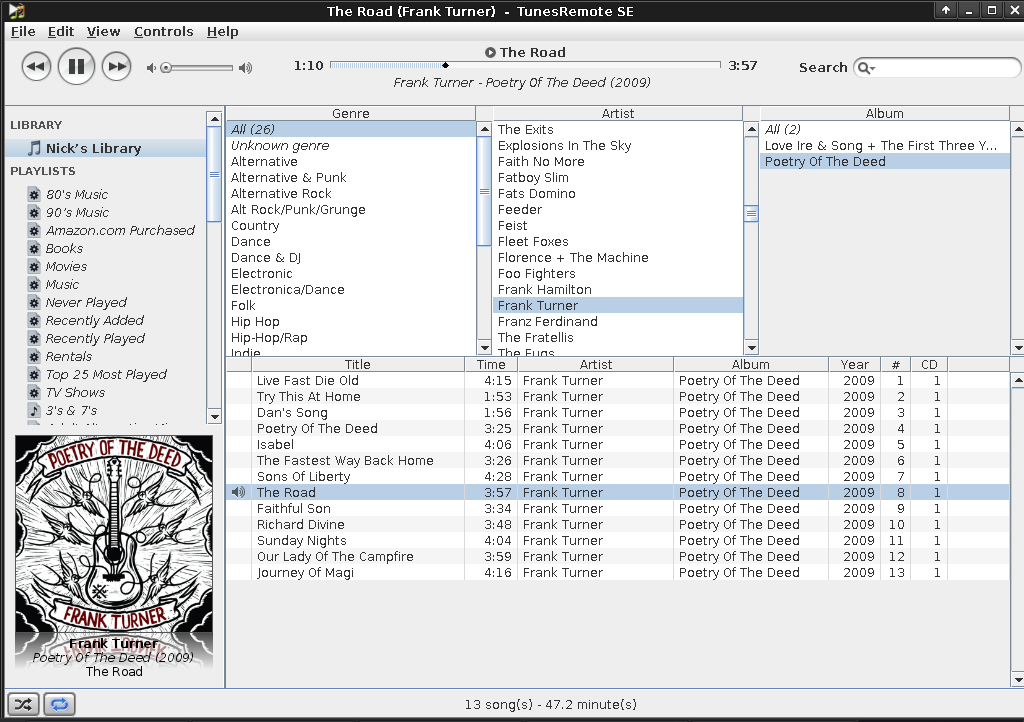 The Road (Frank Turner) - TunesRemote SE
File Edit View Controls Help
The Road
1:10 3:57
Frank Turner - Poetry Of The Deed (2009)
Search
LIBRARY
Nick's Library
PLAYLISTS
80's Music
90's Music
Amazon.com Purchased
Books
Movies
Music
Never Played
Recently Added
Recently Played
Rentals
Top 25 Most Played
TV Shows
3's & 7's
Genre
All (26)
Unknown genre
Alternative
Alternative & Punk
Alternative Rock
Alt Rock/Punk/Grunge
Country
Dance
Dance & DJ
Electronic
Electronica/Dance
Folk
Hip Hop
Hip-Hop/Rap
Indie
Artist
The Exits
Explosions In The Sky
Faith No More
Fatboy Slim
Fats Domino
Feeder
Feist
Fleet Foxes
Florence + The Machine
Foo Fighters
Frank Hamilton
Frank Turner
Franz Ferdinand
The Fratellis
The Fugs
Album
All (2)
Love Ire & Song + The First Three Y...
Poetry Of The Deed
Title Time Artist Album Year # CD
Live Fast Die Old 4:15 Frank Turner Poetry Of The Deed 2009 1 1
Try This At Home 1:53 Frank Turner Poetry Of The Deed 2009 2 1
Dan's Song 1:56 Frank Turner Poetry Of The Deed 2009 3 1
Poetry Of The Deed 3:25 Frank Turner Poetry Of The Deed 2009 4 1
Isabel 4:06 Frank Turner Poetry Of The Deed 2009 5 1
The Fastest Way Back Home 3:26 Frank Turner Poetry Of The Deed 2009 6 1
Sons Of Liberty 4:28 Frank Turner Poetry Of The Deed 2009 7 1
The Road 3:57 Frank Turner Poetry Of The Deed 2009 8 1
Faithful Son 3:34 Frank Turner Poetry Of The Deed 2009 9 1
Richard Divine 3:48 Frank Turner Poetry Of The Deed 2009 10 1
Sunday Nights 4:04 Frank Turner Poetry Of The Deed 2009 11 1
Our Lady Of The Campfire 3:59 Frank Turner Poetry Of The Deed 2009 12 1
Journey Of Magi 4:16 Frank Turner Poetry Of The Deed 2009 13 1
POETRY OF THE DEED
FRANK TURNER
Frank Turner
Poetry Of The Deed (2009)
The Road
13 song(s) - 47.2 minute(s)